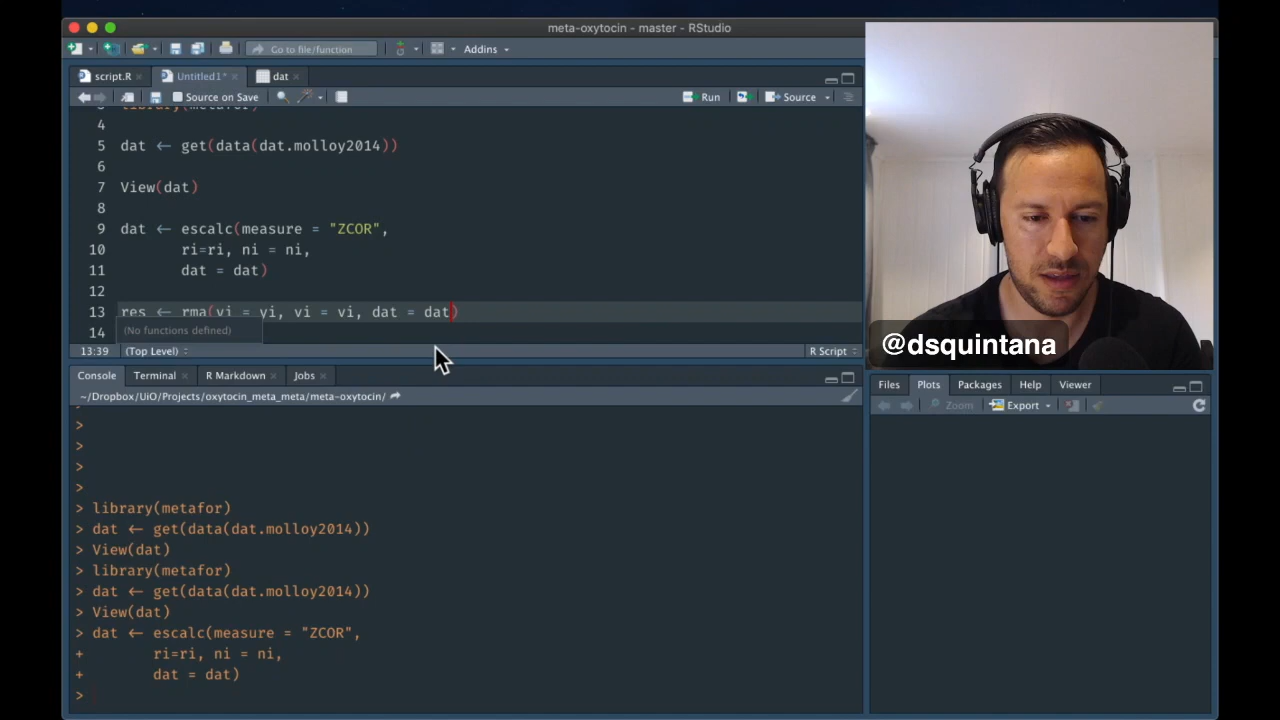 meta-oxytocin - master - RStudio
Go to file/function
Addins
script.R
Untitled1*
dat
Source on Save
Run
Source
3 library(metafor)
4
5 dat ← get(data(dat.molloy2014))
6
7 View(dat)
8
9 dat ← escalc(measure = "ZCOR",
10 ri=ri, ni = ni,
11 dat = dat)
12
13 res ← rma(yi = yi, vi = vi, dat = dat)
14
(No functions defined)
13:39
(Top Level)
R Script
@dsquintana
Console
Terminal
R Markdown
Jobs
~/Dropbox/UiO/Projects/oxytocin_meta_meta/meta-oxytocin/
>
>
>
>
> library(metafor)
> dat ← get(data(dat.molloy2014))
> View(dat)
> library(metafor)
> dat ← get(data(dat.molloy2014))
> View(dat)
> dat ← escalc(measure = "ZCOR",
+ ri=ri, ni = ni,
+ dat = dat)
>
Files
Plots
Packages
Help
Viewer
Zoom
Export